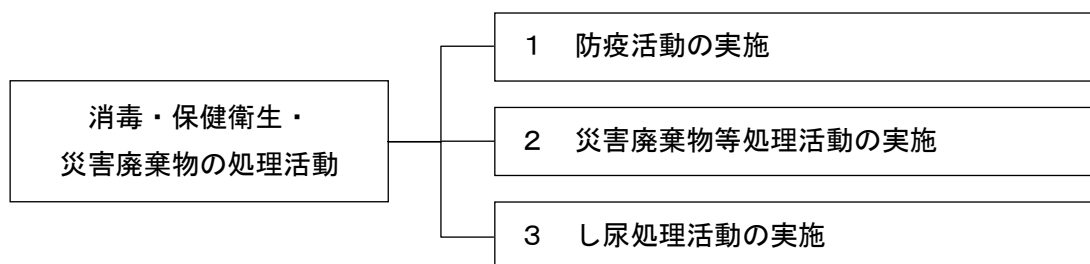 消毒・保健衛生・
災害廃棄物の処理活動
１　防疫活動の実施
２　災害廃棄物等処理活動の実施
３　し尿処理活動の実施